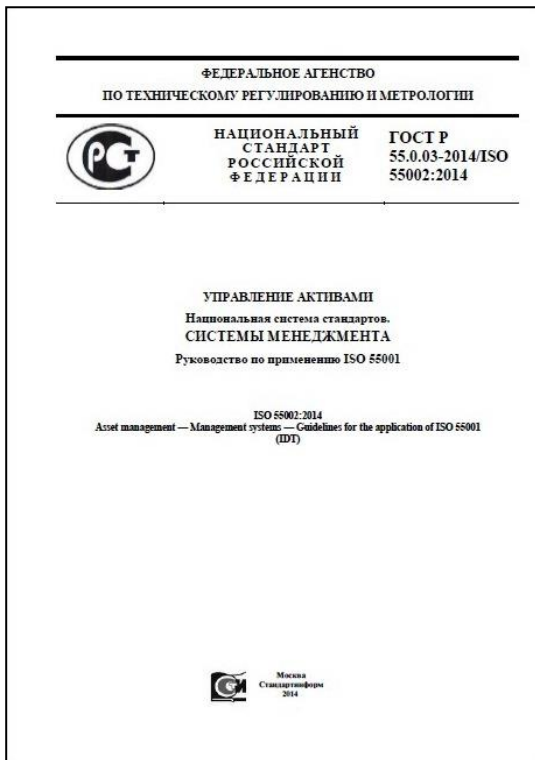 ФЕДЕРАЛЬНОЕ АГЕНСТВО
ПО ТЕХНИЧЕСКОМУ РЕГУЛИРОВАНИЮ И МЕТРОЛОГИИ
РСТ
НАЦИОНАЛЬНЫЙ
СТАНДАРТ
РОССИЙСКОЙ
ФЕДЕРАЦИИ
ГОСТ Р
55.0.03-2014/ISO
55002:2014
УПРАВЛЕНИЕ АКТИВАМИ
Национальная система стандартов.
СИСТЕМЫ МЕНЕДЖМЕНТА
Руководство по применению ISO 55001
ISO 55002:2014
Asset management — Management systems — Guidelines for the application of ISO 55001
(IDT)
Москва
Стандартинформ
2014